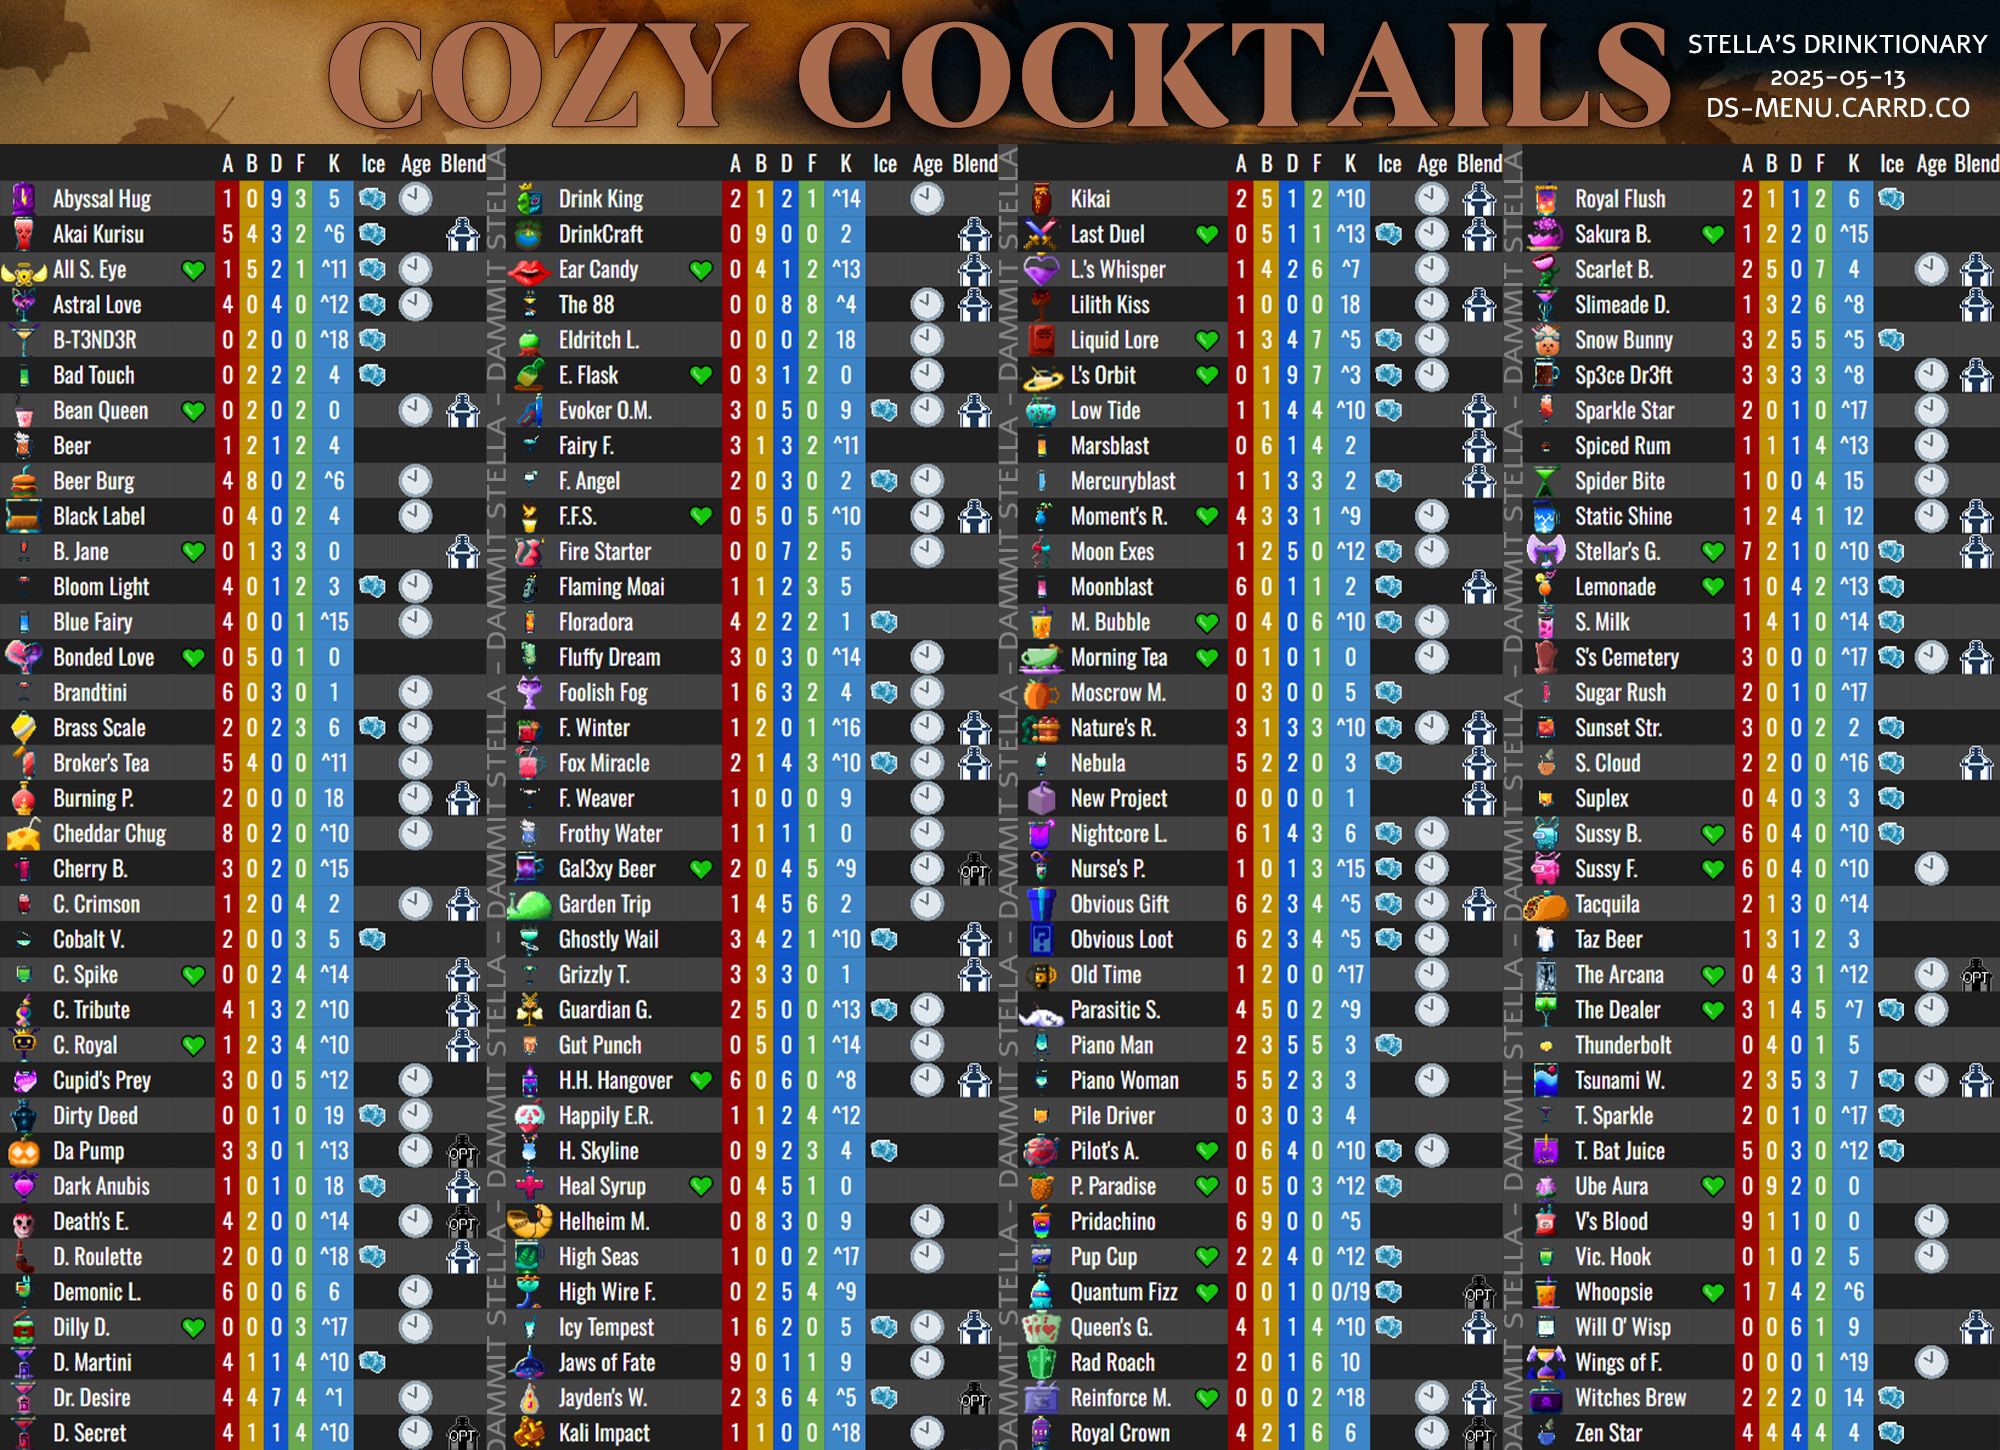 COZY COCKTAILS
STELLA'S DRINKTIONARY
2025-05-13
DS-MENU.CARRD.CO
A B D F K Ice Age Blend
Abyssal Hug 1 0 9 3 5
Akai Kurisu 5 4 3 2 ^6
All S. Eye 1 5 2 1 ^11
Astral Love 4 0 4 0 ^12
B-T3ND3R 0 2 0 0 ^18
Bad Touch 0 2 2 2 4
Bean Queen 0 2 0 2 0
Beer 1 2 1 2 4
Beer Burg 4 8 0 2 ^6
Black Label 0 4 0 2 4
B. Jane 0 1 3 3 0
Bloom Light 4 0 1 2 3
Blue Fairy 4 0 0 1 ^15
Bonded Love 0 5 0 1 0
Brandtini 6 0 3 0 1
Brass Scale 2 0 2 3 6
Broker's Tea 5 4 0 0 ^11
Burning P. 2 0 0 0 18
Cheddar Chug 8 0 2 0 ^10
Cherry B. 3 0 2 0 ^15
C. Crimson 1 2 0 4 2
Cobalt V. 2 0 0 3 5
C. Spike 0 0 2 4 ^14
C. Tribute 4 1 3 2 ^10
C. Royal 1 2 3 4 ^10
Cupid's Prey 3 0 0 5 ^12
Dirty Deed 0 0 1 0 19
Da Pump 3 3 0 1 ^13 OPT
Dark Anubis 1 0 1 0 18
Death's E. 4 2 0 0 ^14 OPT
D. Roulette 2 0 0 0 ^18
Demonic L. 6 0 0 6 6
Dilly D. 0 0 0 3 ^17
D. Martini 4 1 1 4 ^10
Dr. Desire 4 4 7 4 ^1
D. Secret 4 1 1 4 ^10 OPT
DAMMIT STELLA - DAMMIT STELLA - DAMMIT STELLA - DAMMIT STELLA
A B D F K Ice Age Blend
Drink King 2 1 2 1 ^14
DrinkCraft 0 9 0 0 2
Ear Candy 0 4 1 2 ^13
The 88 0 0 8 8 ^4
Eldritch L. 0 0 0 2 18
E. Flask 0 3 1 2 0
Evoker O.M. 3 0 5 0 9
Fairy F. 3 1 3 2 ^11
F. Angel 2 0 3 0 2
F.F.S. 0 5 0 5 ^10
Fire Starter 0 0 7 2 5
Flaming Moai 1 1 2 3 5
Floradora 4 2 2 2 1
Fluffy Dream 3 0 3 0 ^14
Foolish Fog 1 6 3 2 4
F. Winter 1 2 0 1 ^16
Fox Miracle 2 1 4 3 ^10
F. Weaver 1 0 0 0 9
Frothy Water 1 1 1 1 0
Gal3xy Beer 2 0 4 5 ^9 OPT
Garden Trip 1 4 5 6 2
Ghostly Wail 3 4 2 1 ^10
Grizzly T. 3 3 3 0 1
Guardian G. 2 5 0 0 ^13
Gut Punch 0 5 0 1 ^14
H.H. Hangover 6 0 6 0 ^8
Happily E.R. 1 1 2 4 ^12
H. Skyline 0 9 2 3 4
Heal Syrup 0 4 5 1 0
Helheim M. 0 8 3 0 9
High Seas 1 0 0 2 ^17
High Wire F. 0 2 5 4 ^9
Icy Tempest 1 6 2 0 5
Jaws of Fate 9 0 1 1 9
Jayden's W. 2 3 6 4 ^5 OPT
Kali Impact 1 1 0 0 ^18
DAMMIT STELLA - DAMMIT STELLA - DAMMIT STELLA - DAMMIT STELLA
A B D F K Ice Age Blend
Kikai 2 5 1 2 ^10
Last Duel 0 5 1 1 ^13
L.'s Whisper 1 4 2 6 ^7
Lilith Kiss 1 0 0 0 18
Liquid Lore 1 3 4 7 ^5
L's Orbit 0 1 9 7 ^3
Low Tide 1 1 4 4 ^10
Marsblast 0 6 1 4 2
Mercuryblast 1 1 3 3 2
Moment's R. 4 3 3 1 ^9
Moon Exes 1 2 5 0 ^12
Moonblast 6 0 1 1 2
M. Bubble 0 4 0 6 ^10
Morning Tea 0 1 0 1 0
Moscrow M. 0 3 0 0 5
Nature's R. 3 1 3 3 ^10
Nebula 5 2 2 0 3
New Project 0 0 0 0 1
Nightcore L. 6 1 4 3 6
Nurse's P. 1 0 1 3 ^15
Obvious Gift 6 2 3 4 ^5
Obvious Loot 6 2 3 4 ^5
Old Time 1 2 0 0 ^17
Parasitic S. 4 5 0 2 ^9
Piano Man 2 3 5 5 3
Piano Woman 5 5 2 3 3
Pile Driver 0 3 0 3 4
Pilot's A. 0 6 4 0 ^10
P. Paradise 0 5 0 3 ^12
Pridachino 6 9 0 0 ^5
Pup Cup 2 2 4 0 ^12
Quantum Fizz 0 0 1 0 0/19 OPT
Queen's G. 4 1 1 4 ^10
Rad Roach 2 0 1 6 10
Reinforce M. 0 0 0 2 ^18
Royal Crown 4 2 1 6 6 OPT
DAMMIT STELLA - DAMMIT STELLA - DAMMIT STELLA - DAMMIT STELLA
A B D F K Ice Age Blend
Royal Flush 2 1 1 2 6
Sakura B. 1 2 2 0 ^15
Scarlet B. 2 5 0 7 4
Slimeade D. 1 3 2 6 ^8
Snow Bunny 3 2 5 5 ^5
Sp3ce Dr3ft 3 3 3 3 ^8
Sparkle Star 2 0 1 0 ^17
Spiced Rum 1 1 1 4 ^13
Spider Bite 1 0 0 4 15
Static Shine 1 2 4 1 12
Stellar's G. 7 2 1 0 ^10
Lemonade 1 0 4 2 ^13
S. Milk 1 4 1 0 ^14
S's Cemetery 3 0 0 0 ^17
Sugar Rush 2 0 1 0 ^17
Sunset Str. 3 0 0 2 2
S. Cloud 2 2 0 0 ^16
Suplex 0 4 0 3 3
Sussy B. 6 0 4 0 ^10
Sussy F. 6 0 4 0 ^10
Tacquila 2 1 3 0 ^14
Taz Beer 1 3 1 2 3
The Arcana 0 4 3 1 ^12 OPT
The Dealer 3 1 4 5 ^7
Thunderbolt 0 4 0 1 5
Tsunami W. 2 3 5 3 7
T. Sparkle 2 0 1 0 ^17
T. Bat Juice 5 0 3 0 ^12
Ube Aura 0 9 2 0 0
V's Blood 9 1 1 0 0
Vic. Hook 0 1 0 2 5
Whoopsie 1 7 4 2 ^6
Will O' Wisp 0 0 6 1 9
Wings of F. 0 0 0 1 ^19
Witches Brew 2 2 2 0 14
Zen Star 4 4 4 4 4